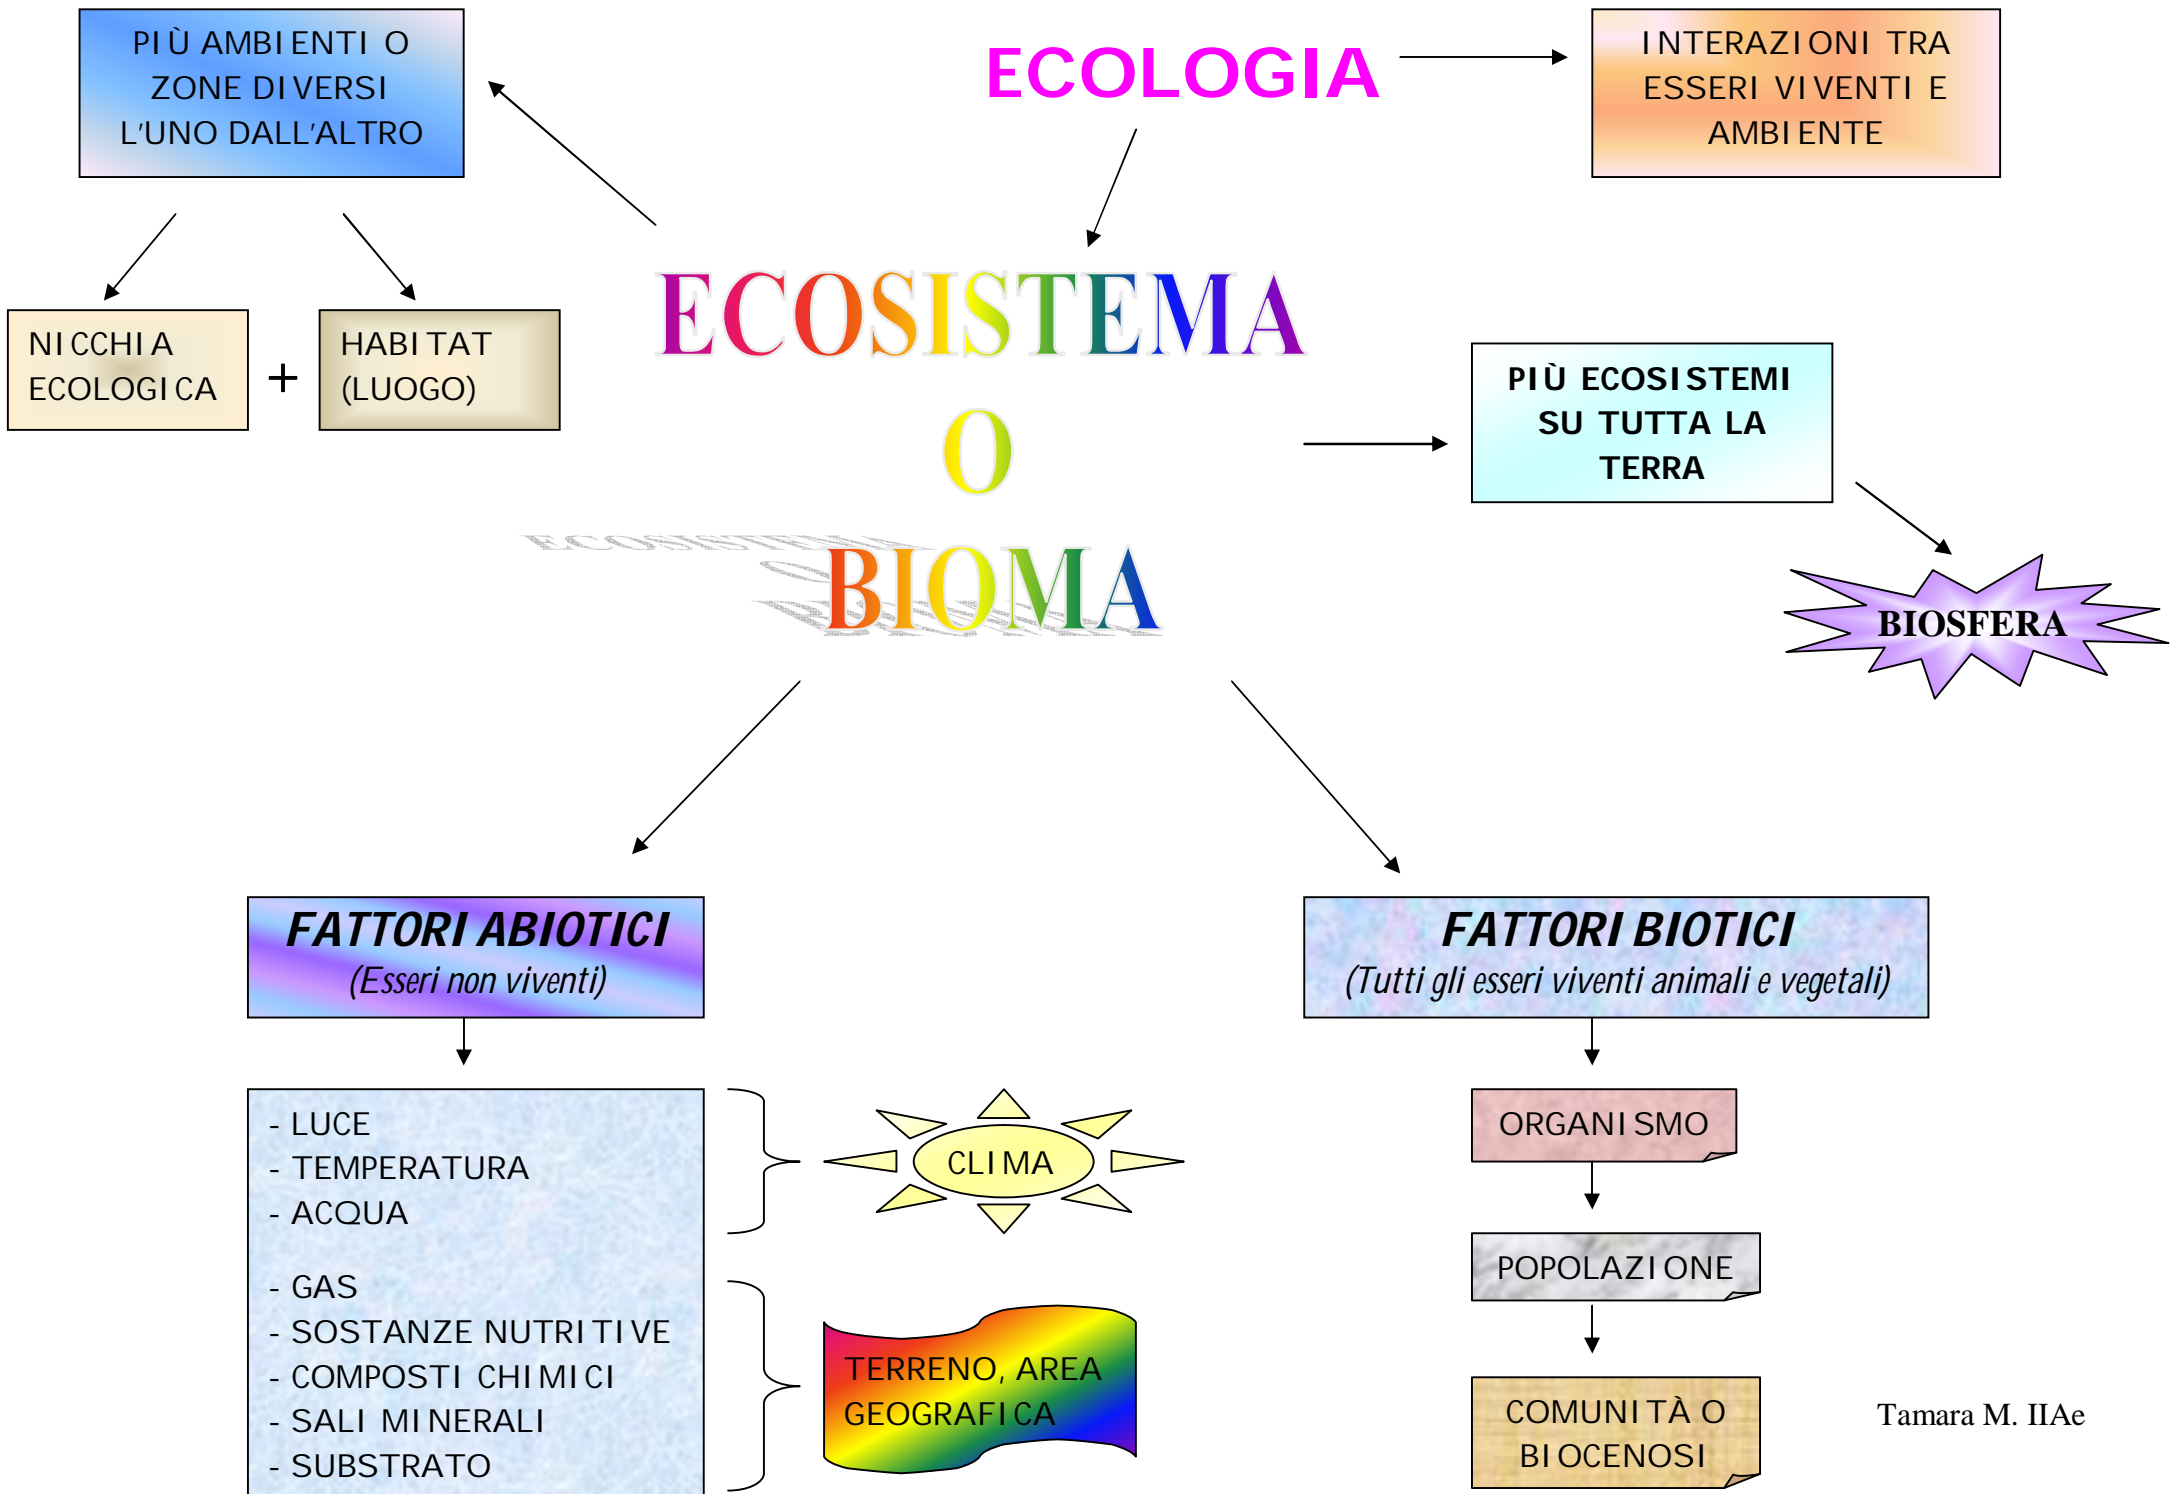 PIÙ AMBIENTI O
ZONE DIVERSI
L'UNO DALL'ALTRO
ECOLOGIA
INTERAZIONI TRA
ESSERI VIVENTI E
AMBIENTE
NICCHIA
ECOLOGICA
+
HABITAT
(LUOGO)
ECOSISTEMA
O
BIOMA
PIÙ ECOSISTEMI
SU TUTTA LA
TERRA
BIOSFERA
FATTORI ABIOTICI
(Esseri non viventi)
FATTORI BIOTICI
(Tutti gli esseri viventi animali e vegetali)
- LUCE
- TEMPERATURA
- ACQUA
CLIMA
- GAS
- SOSTANZE NUTRITIVE
- COMPOSTI CHIMICI
- SALI MINERALI
- SUBSTRATO
TERRENO, AREA
GEOGRAFICA
ORGANISMO
POPOLAZIONE
COMUNITÀ O
BIOCENOSI
Tamara M. IIAe